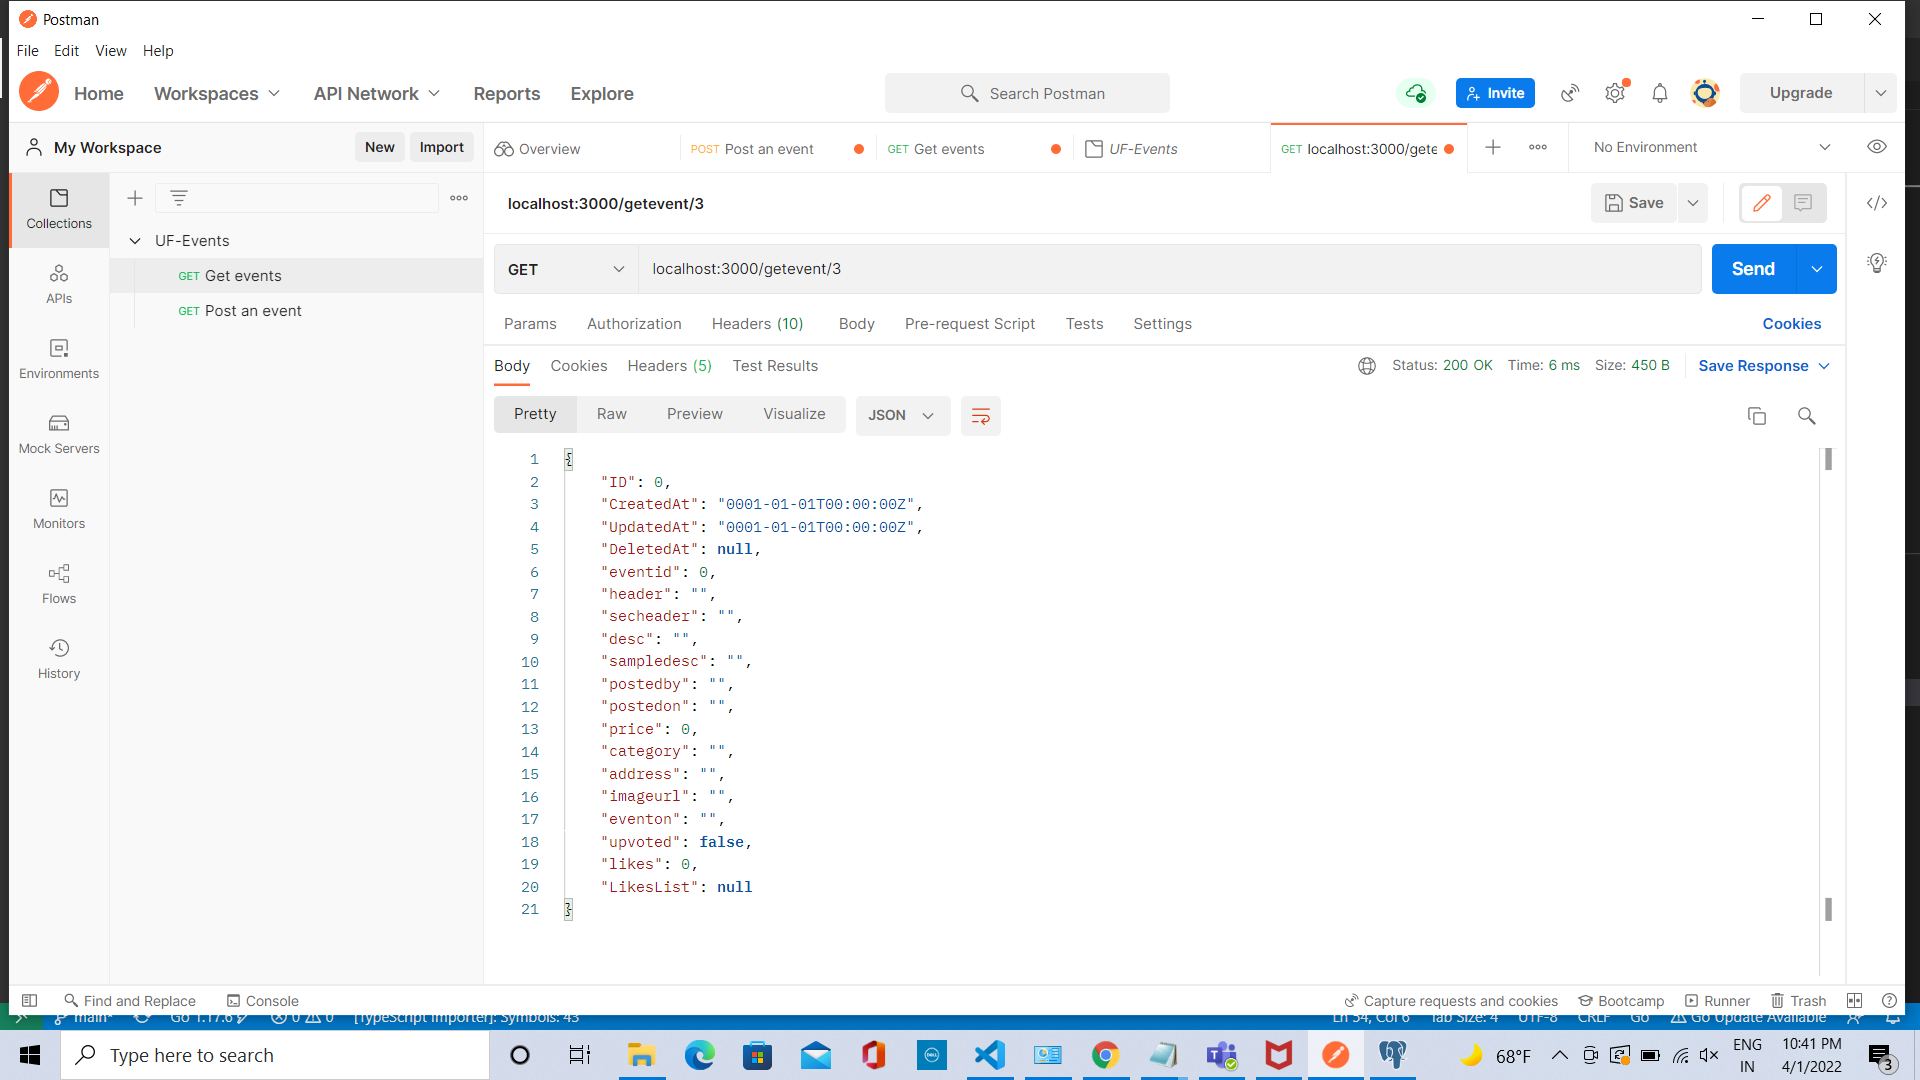 Postman
File Edit View Help
Home Workspaces API Network Reports Explore Search Postman Invite Upgrade
My Workspace New Import Overview POST Post an event GET Get events UF-Events GET localhost:3000/gete No Environment
Collections
APIs
Environments
Mock Servers
Monitors
Flows
History
UF-Events
GET Get events
GET Post an event
localhost:3000/getevent/3 Save
GET localhost:3000/getevent/3 Send
Params Authorization Headers (10) Body Pre-request Script Tests Settings Cookies
Body Cookies Headers (5) Test Results Status: 200 OK Time: 6 ms Size: 450 B Save Response
Pretty Raw Preview Visualize JSON
1 {
2 "ID": 0,
3 "CreatedAt": "0001-01-01T00:00:00Z",
4 "UpdatedAt": "0001-01-01T00:00:00Z",
5 "DeletedAt": null,
6 "eventid": 0,
7 "header": "",
8 "secheader": "",
9 "desc": "",
10 "sampledesc": "",
11 "postedby": "",
12 "postedon": "",
13 "price": 0,
14 "category": "",
15 "address": "",
16 "imageurl": "",
17 "eventon": "",
18 "upvoted": false,
19 "likes": 0,
20 "LikesList": null
21 }
Find and Replace Console Capture requests and cookies Bootcamp Runner Trash
main* Go 1.17.6 0 0 [TypeScript Importer]: Symbols: 43 Ln 54, Col 6 Tab Size: 4 UTF-8 CRLF Go Go Update Available
Type here to search 68°F ENG IN 10:41 PM 4/1/2022 3